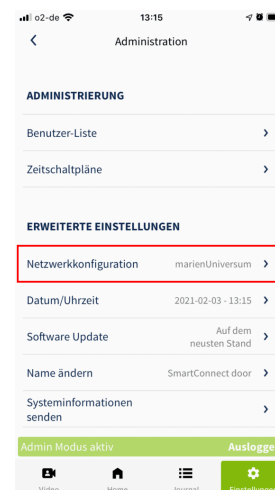 o2-de 13:15
Administration
ADMINISTRIERUNG
Benutzer-Liste
Zeitschaltpläne
ERWEITERTE EINSTELLUNGEN
Netzwerkkonfiguration marienUniversum
Datum/Uhrzeit 2021-02-03 - 13:15
Software Update Auf dem
neusten Stand
Name ändern SmartConnect door
Systeminformationen
senden
Admin Modus aktiv Auslogge
Video Home Journal Einstellungen